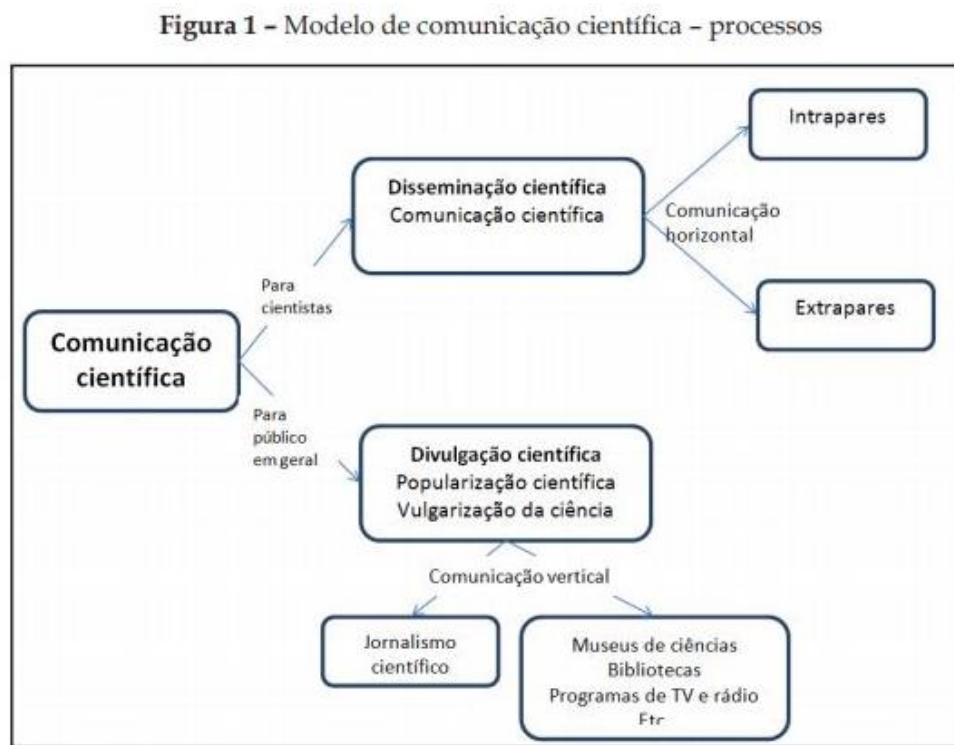 Figura 1 – Modelo de comunicação científica – processos
Intrapares
Disseminação científica
Comunicação científica
Comunicação
horizontal
Para
cientistas
Extrapares
Comunicação
científica
Para
público
em geral
Divulgação científica
Popularização científica
Vulgarização da ciência
Comunicação vertical
Jornalismo
científico
Museus de ciências
Bibliotecas
Programas de TV e rádio
Etc